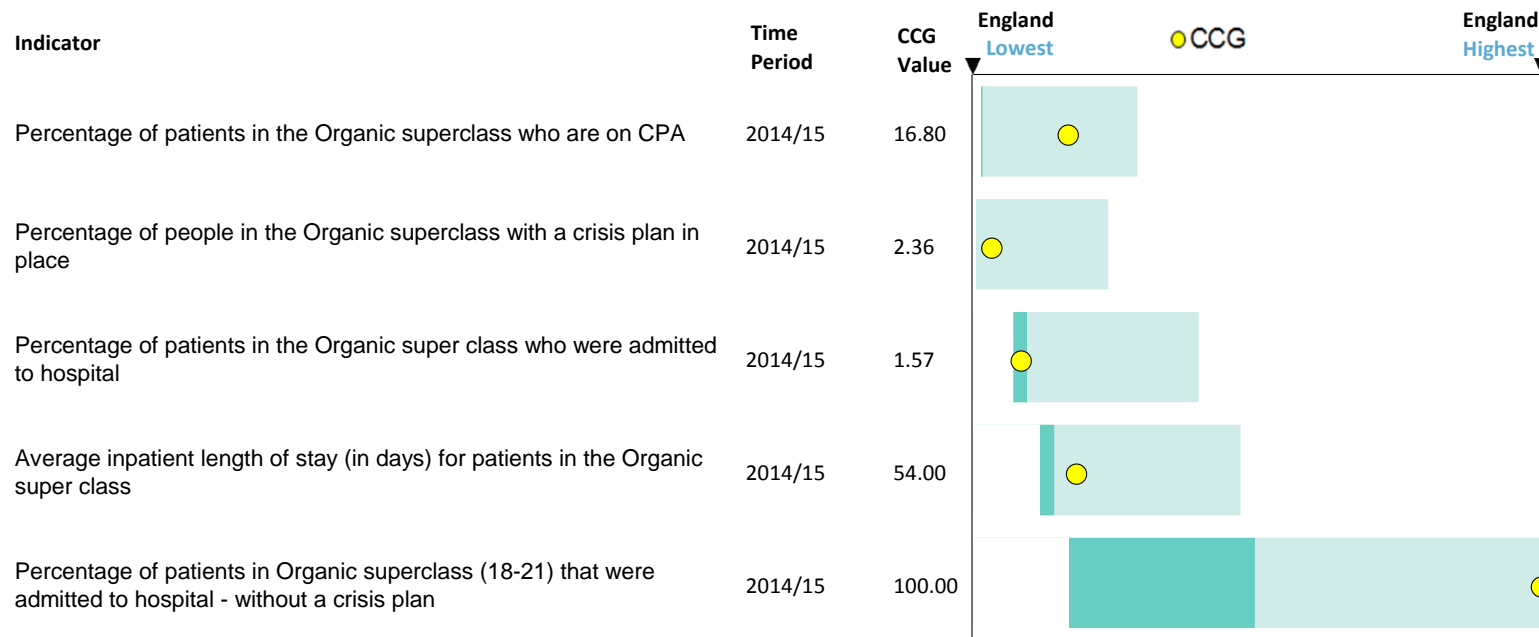 Indicator
Time Period
CCG Value
England Lowest
CCG
England Highest
Percentage of patients in the Organic superclass who are on CPA 2014/15 16.80
Percentage of people in the Organic superclass with a crisis plan in
place
2014/15 2.36
Percentage of patients in the Organic super class who were admitted
to hospital
2014/15 1.57
Average inpatient length of stay (in days) for patients in the Organic
super class
2014/15 54.00
Percentage of patients in Organic superclass (18-21) that were
admitted to hospital - without a crisis plan
2014/15 100.00